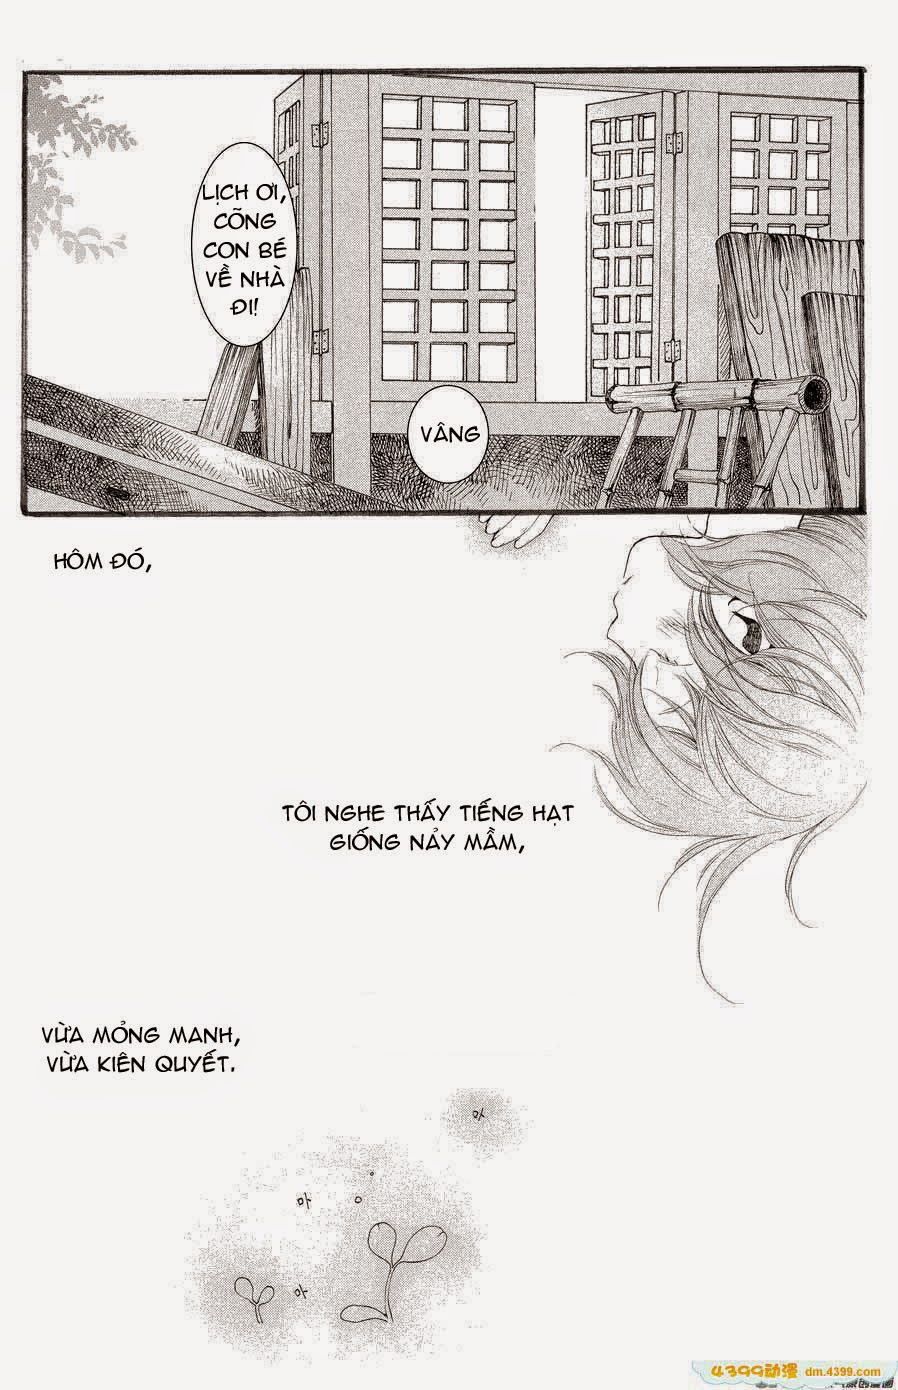 LỊCH ƠI,
CÕNG
CON BÉ
VỀ NHÀ
ĐI!
VÂNG
HÔM ĐÓ,
TÔI NGHE THẤY TIẾNG HẠT
GIỐNG NẢY MẦM,
VỪA MỎNG MANH,
VỪA KIÊN QUYẾT.
아
마
아
4399动漫 dm.4399.com